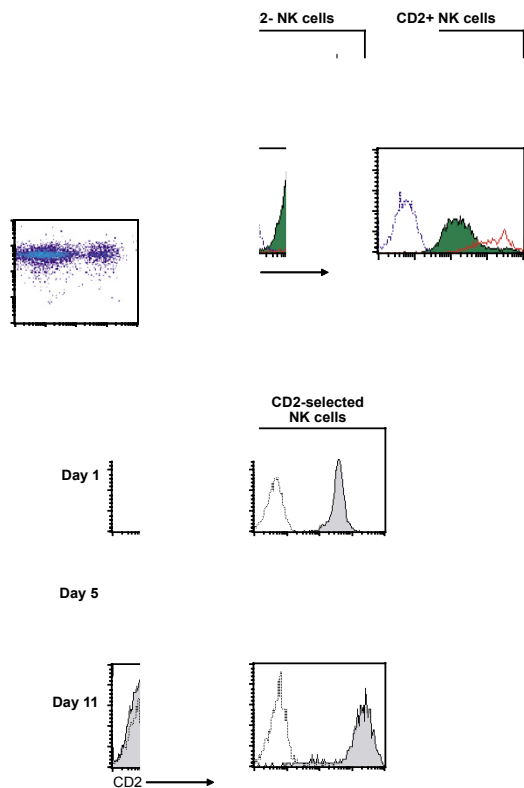 2- NK cells
CD2+ NK cells
CD2-selected
NK cells
Day 1
Day 5
Day 11
CD2